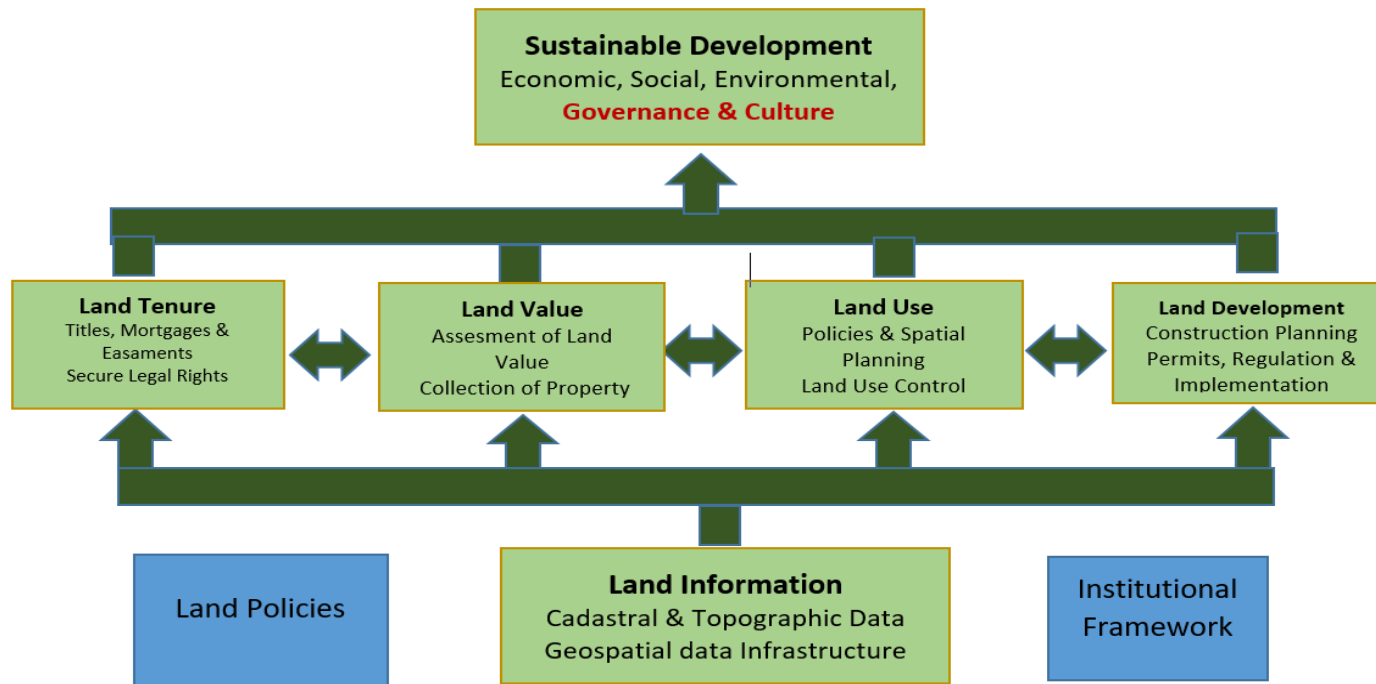 Sustainable Development
Economic, Social, Environmental,
Governance & Culture
Land Tenure
Titles, Mortgages &
Easaments
Secure Legal Rights
Land Value
Assesment of Land
Value
Collection of Property
Land Use
Policies & Spatial
Planning
Land Use Control
Land Development
Construction Planning
Permits, Regulation &
Implementation
Land Policies
Land Information
Cadastral & Topographic Data
Geospatial data Infrastructure
Institutional
Framework